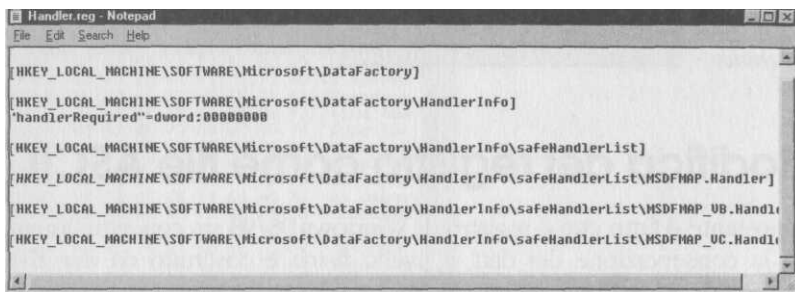 Handler.reg - Notepad
File Edit Search Help
[HKEY_LOCAL_MACHINE\SOFTWARE\Microsoft\DataFactory]
[HKEY_LOCAL_MACHINE\SOFTWARE\Microsoft\DataFactory\HandlerInfo]
"handlerRequired"=dword:00000000
[HKEY_LOCAL_MACHINE\SOFTWARE\Microsoft\DataFactory\HandlerInfo\safeHandlerList]
[HKEY_LOCAL_MACHINE\SOFTWARE\Microsoft\DataFactory\HandlerInfo\safeHandlerList\MSDFMAP.Handler]
[HKEY_LOCAL_MACHINE\SOFTWARE\Microsoft\DataFactory\HandlerInfo\safeHandlerList\MSDFMAP_VB.Handl
[HKEY_LOCAL_MACHINE\SOFTWARE\Microsoft\DataFactory\HandlerInfo\safeHandlerList\MSDFMAP_VC.Handl